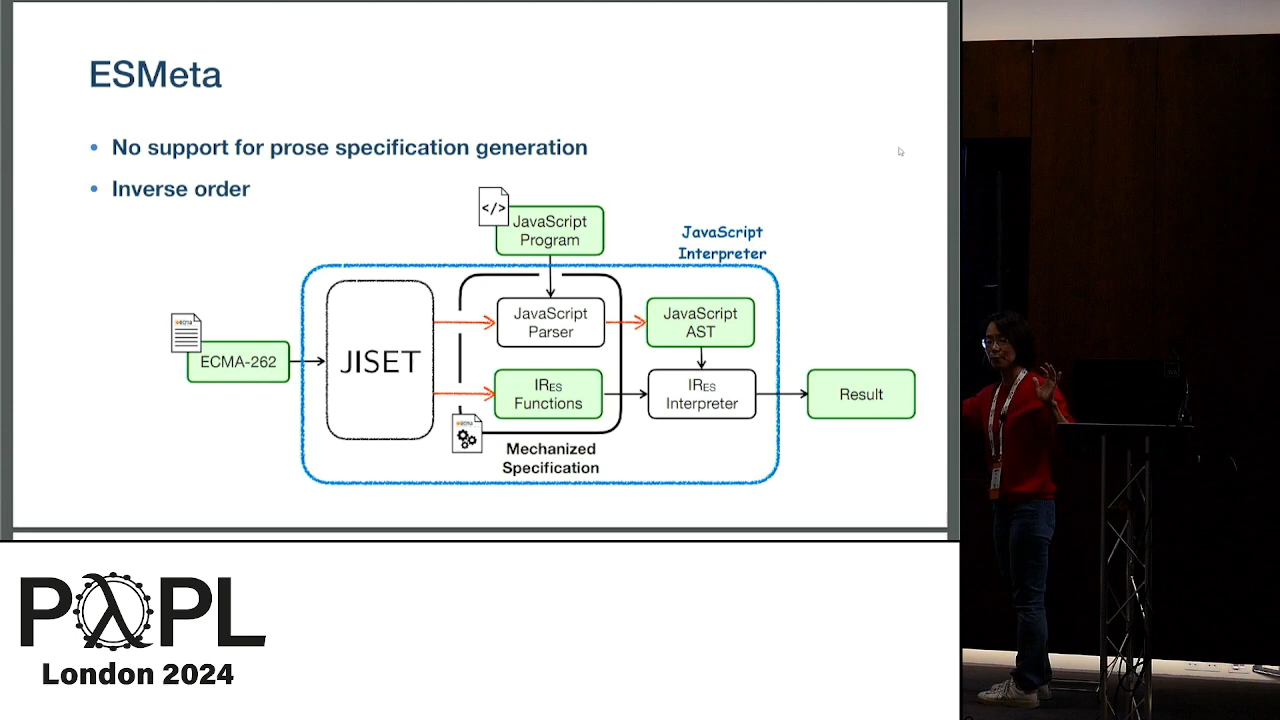 ESMeta
• No support for prose specification generation
• Inverse order
</>
JavaScript
Program
JavaScript
Interpreter
JavaScript
Parser
JavaScript
AST
ECMA-262
JISET
IRES
Functions
IRES
Interpreter
Result
Mechanized
Specification
PλPL
London 2024